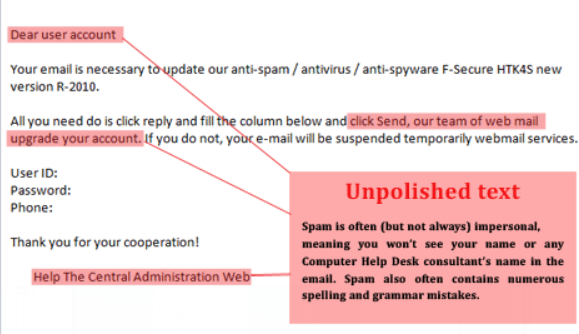 Dear user account
Your email is necessary to update our anti-spam / antivirus / anti-spyware F-Secure HTK4S new
version R-2010.
All you need do is click reply and fill the column below and click Send, our team of web mail
upgrade your account. If you do not, your e-mail will be suspended temporarily webmail services.
User ID:
Password:
Phone:
Thank you for your cooperation!
Help The Central Administration Web
Unpolished text
Spam is often (but not always) impersonal,
meaning you won't see your name or any
Computer Help Desk consultant's name in the
email. Spam also often contains numerous
spelling and grammar mistakes.